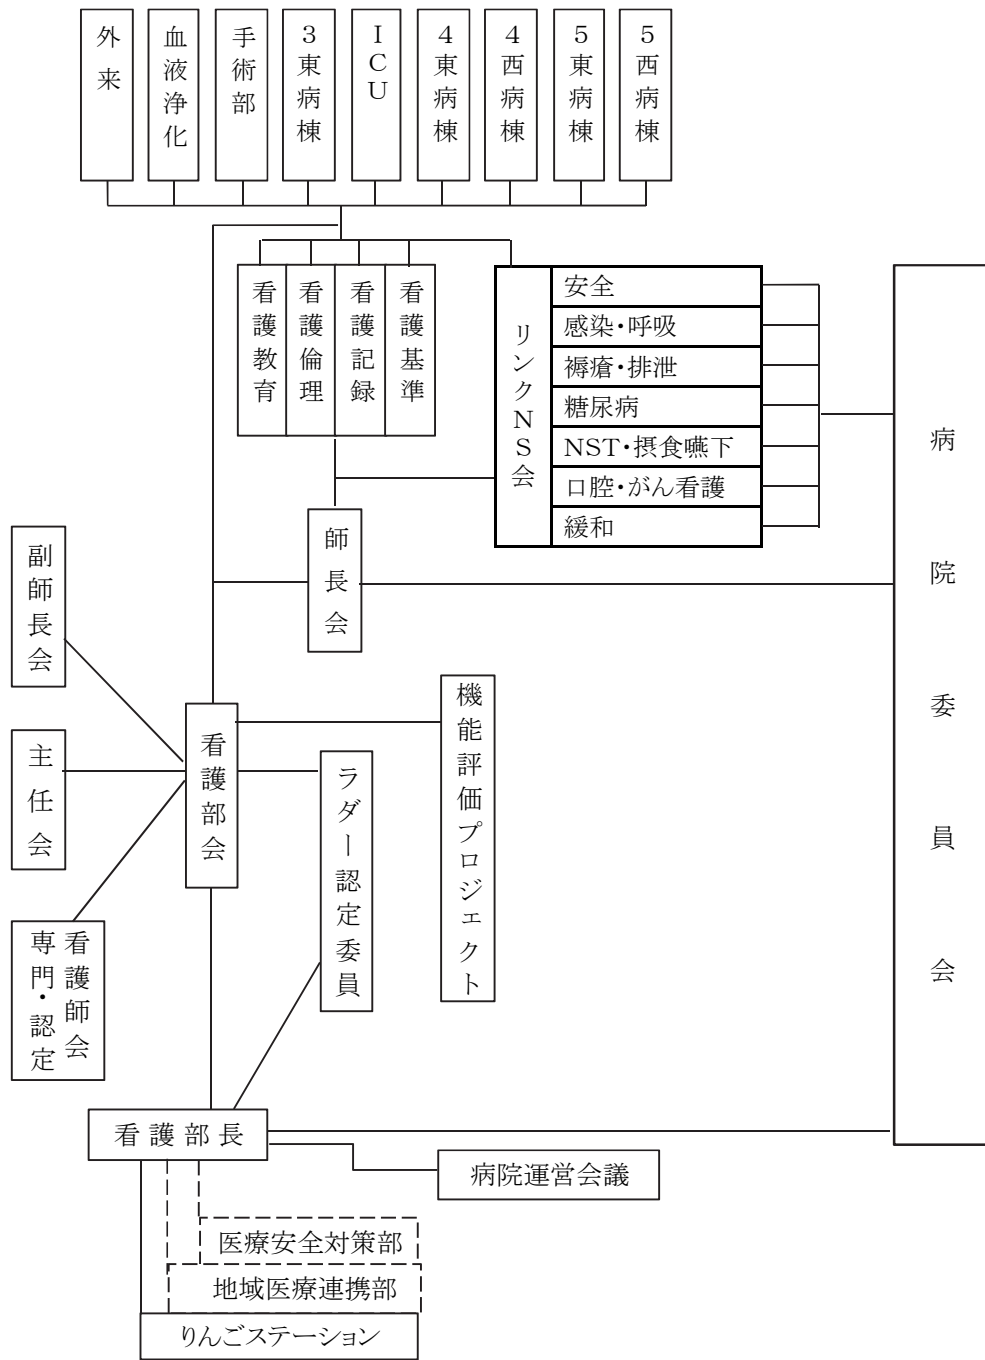 外来
血液浄化
手術部
3東病棟
ICU
4東病棟
4西病棟
5東病棟
5西病棟
看護教育
看護倫理
看護記録
看護基準
リンクNS会
安全
感染・呼吸
褥瘡・排泄
糖尿病
NST・摂食嚥下
口腔・がん看護
緩和
病院委員会
師長会
副師長会
主任会
専門・認定
看護師会
看護部会
ラダー認定委員
機能評価プロジェクト
看護部長
病院運営会議
医療安全対策部
地域医療連携部
りんごステーション